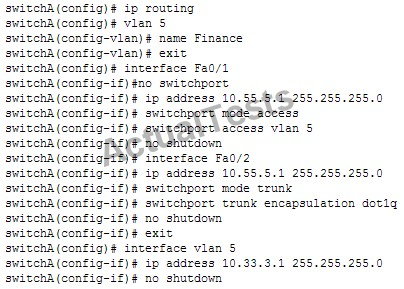 switchA(config)# ip routing
switchA(config)# vlan 5
switchA(config-vlan)# name Finance
switchA(config-vlan)# exit
switchA(config)# interface Fa0/1
switchA(config-if)#no switchport
switchA(config-if)# ip address 10.55.5.1 255.255.255.0
switchA(config-if)# switchport mode access
switchA(config-if)# switchport access vlan 5
switchA(config-if)# no shutdown
switchA(config-if)# interface Fa0/2
switchA(config-if)# ip address 10.55.5.1 255.255.255.0
switchA(config-if)# switchport mode trunk
switchA(config-if)# switchport trunk encapsulation dot1q
switchA(config-if)# no shutdown
switchA(config-if)# exit
switchA(config-if)# interface vlan 5
switchA(config-if)# ip address 10.33.3.1 255.255.255.0
switchA(config-if)# no shutdown
ActualTests